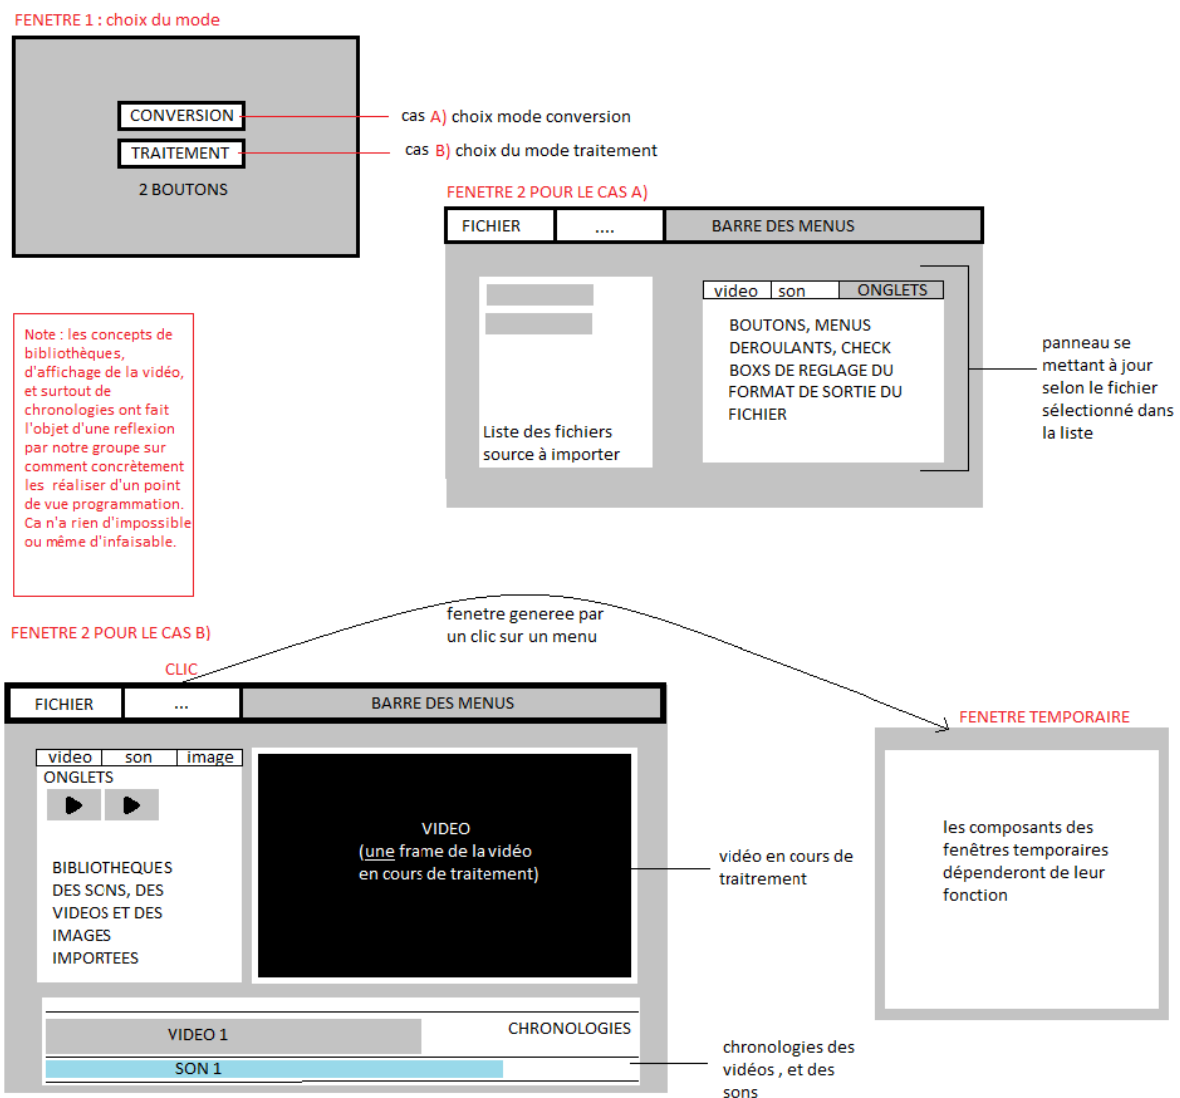 FENETRE 1 : choix du mode
CONVERSION
TRAITEMENT
2 BOUTONS
cas A) choix mode conversion
cas B) choix du mode traitement
FENETRE 2 POUR LE CAS A)
FICHIER
....
BARRE DES MENUS
Liste des fichiers
source à importer
video
son
ONGLETS
BOUTONS, MENUS
DEROULANTS, CHECK
BOXS DE REGLAGE DU
FORMAT DE SORTIE DU
FICHIER
panneau se
mettant à jour
selon le fichier
sélectionné dans
la liste
Note : les concepts de
bibliothèques,
d'affichage de la vidéo,
et surtout de
chronologies ont fait
l'objet d'une reflexion
par notre groupe sur
comment concrètement
les réaliser d'un point
de vue programmation.
Ca n'a rien d'impossible
ou même d'infaisable.
fenetre generee par
un clic sur un menu
FENETRE 2 POUR LE CAS B)
CLIC
FICHIER
...
BARRE DES MENUS
video
son
image
ONGLETS
BIBLIOTHEQUES
DES SONS, DES
VIDEOS ET DES
IMAGES
IMPORTEES
VIDEO
(une frame de la vidéo
en cours de traitement)
vidéo en cours de
traitrement
VIDEO 1
CHRONOLOGIES
SON 1
chronologies des
vidéos , et des
sons
FENETRE TEMPORAIRE
les composants des
fenêtres temporaires
dépenderont de leur
fonction